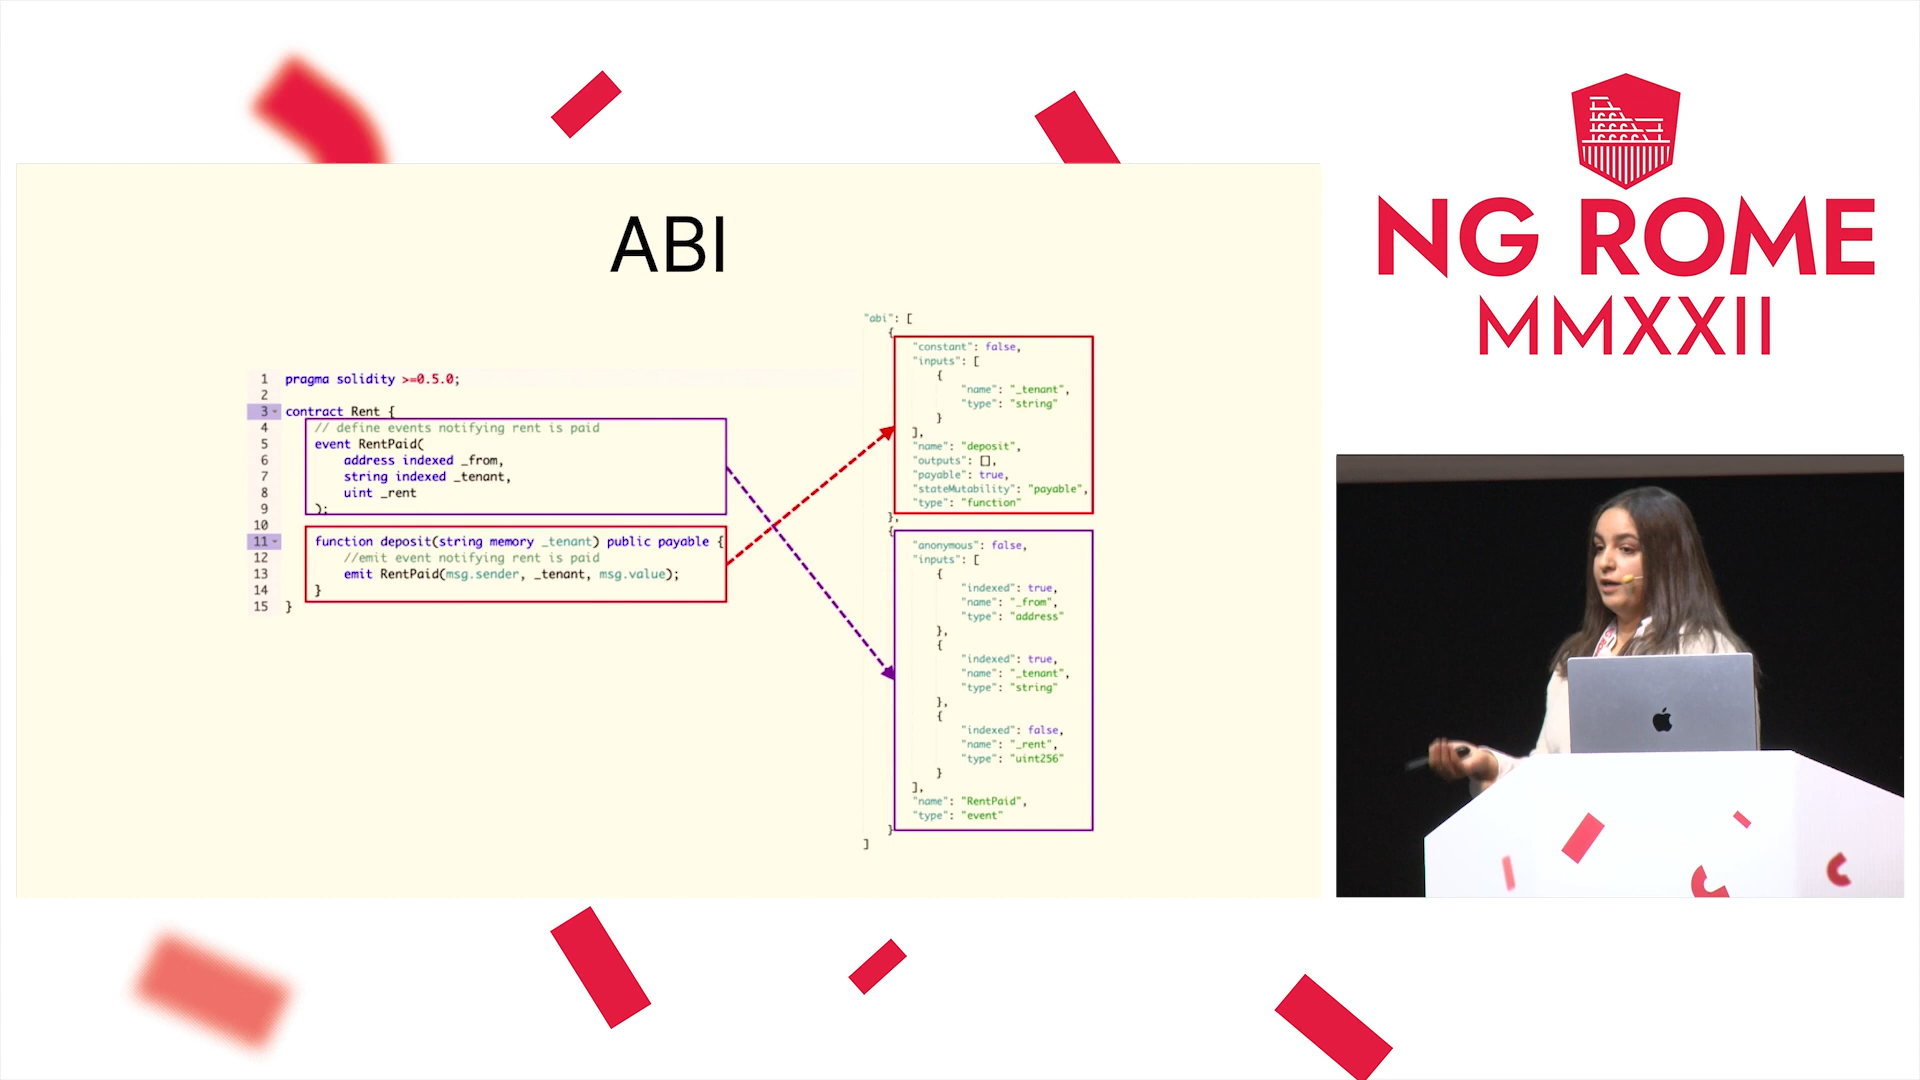 NG ROME
MMXXII
ABI
1 pragma solidity >=0.5.0;
2
3 contract Rent {
4 // define events notifying rent is paid
5 event RentPaid(
6 address indexed _from,
7 string indexed _tenant,
8 uint _rent
9 );
10
11 function deposit(string memory _tenant) public payable {
12 //emit event notifying rent is paid
13 emit RentPaid(msg.sender, _tenant, msg.value);
14 }
15 }
"abi": [
{
"constant": false,
"inputs": [
{
"name": "_tenant",
"type": "string"
}
],
"name": "deposit",
"outputs": [],
"payable": true,
"stateMutability": "payable",
"type": "function"
},
{
"anonymous": false,
"inputs": [
{
"indexed": true,
"name": "_from",
"type": "address"
},
{
"indexed": true,
"name": "_tenant",
"type": "string"
},
{
"indexed": false,
"name": "_rent",
"type": "uint256"
}
],
"name": "RentPaid",
"type": "event"
}
]